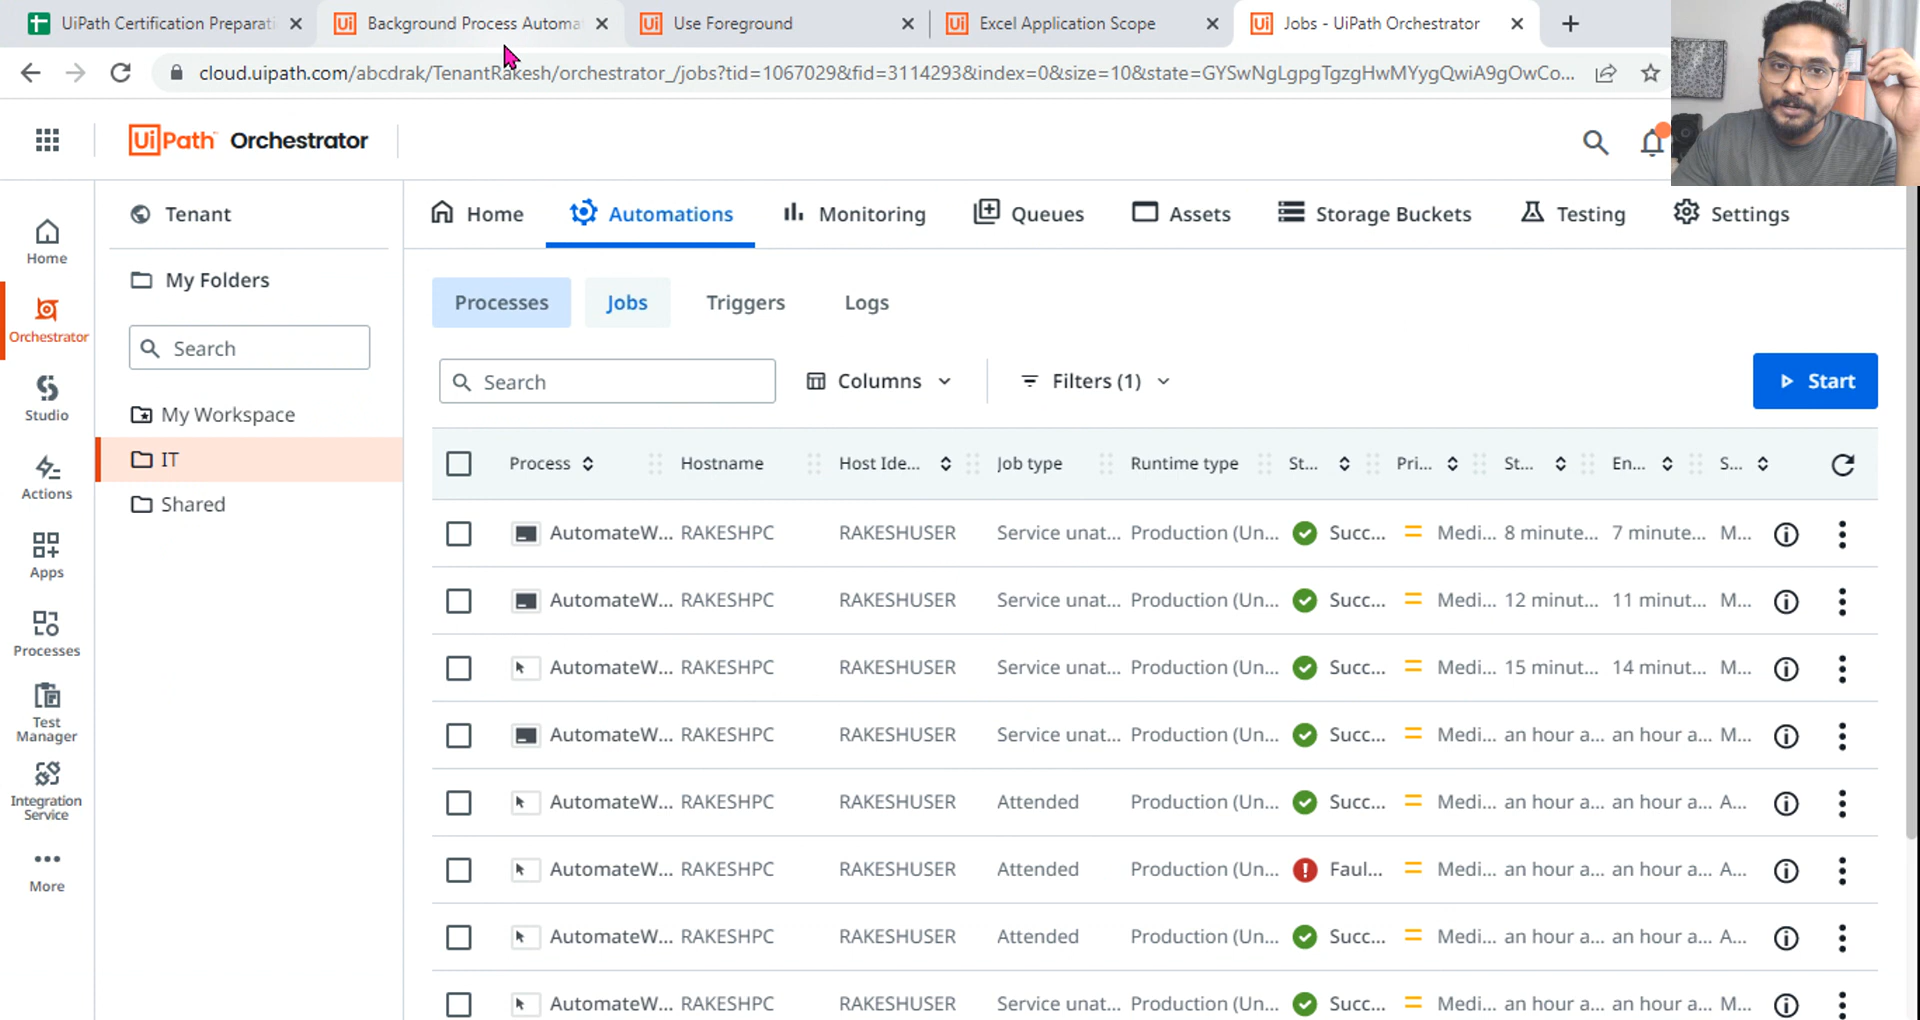 UiPath Certification Preparati
Background Process Automat
Use Foreground
Excel Application Scope
Jobs - UiPath Orchestrator
cloud.uipath.com/abcdrak/TenantRakesh/orchestrator_/jobs?tid=1067029&fid=3114293&index=0&size=10&state=GYSwNgLgpgTgzgHwMYygQwiA9gOwCo...
UiPath Orchestrator
Tenant
Home
Automations
Monitoring
Queues
Assets
Storage Buckets
Testing
Settings
Home
Orchestrator
Studio
Actions
Apps
Processes
Test Manager
Integration Service
More
My Folders
Search
My Workspace
IT
Shared
Processes
Jobs
Triggers
Logs
Search
Columns
Filters (1)
Start
Process Hostname Host Ide... Job type Runtime type St... Pri... St... En... S...
AutomateW... RAKESHPC RAKESHUSER Service unat... Production (Un... Succ... Medi... 8 minute... 7 minute... M...
AutomateW... RAKESHPC RAKESHUSER Service unat... Production (Un... Succ... Medi... 12 minut... 11 minut... M...
AutomateW... RAKESHPC RAKESHUSER Service unat... Production (Un... Succ... Medi... 15 minut... 14 minut... M...
AutomateW... RAKESHPC RAKESHUSER Service unat... Production (Un... Succ... Medi... an hour a... an hour a... M...
AutomateW... RAKESHPC RAKESHUSER Attended Production (Un... Succ... Medi... an hour a... an hour a... A...
AutomateW... RAKESHPC RAKESHUSER Attended Production (Un... Faul... Medi... an hour a... an hour a... A...
AutomateW... RAKESHPC RAKESHUSER Attended Production (Un... Succ... Medi... an hour a... an hour a... A...
AutomateW... RAKESHPC RAKESHUSER Service unat... Production (Un... Succ... Medi... an hour a... an hour a... M...